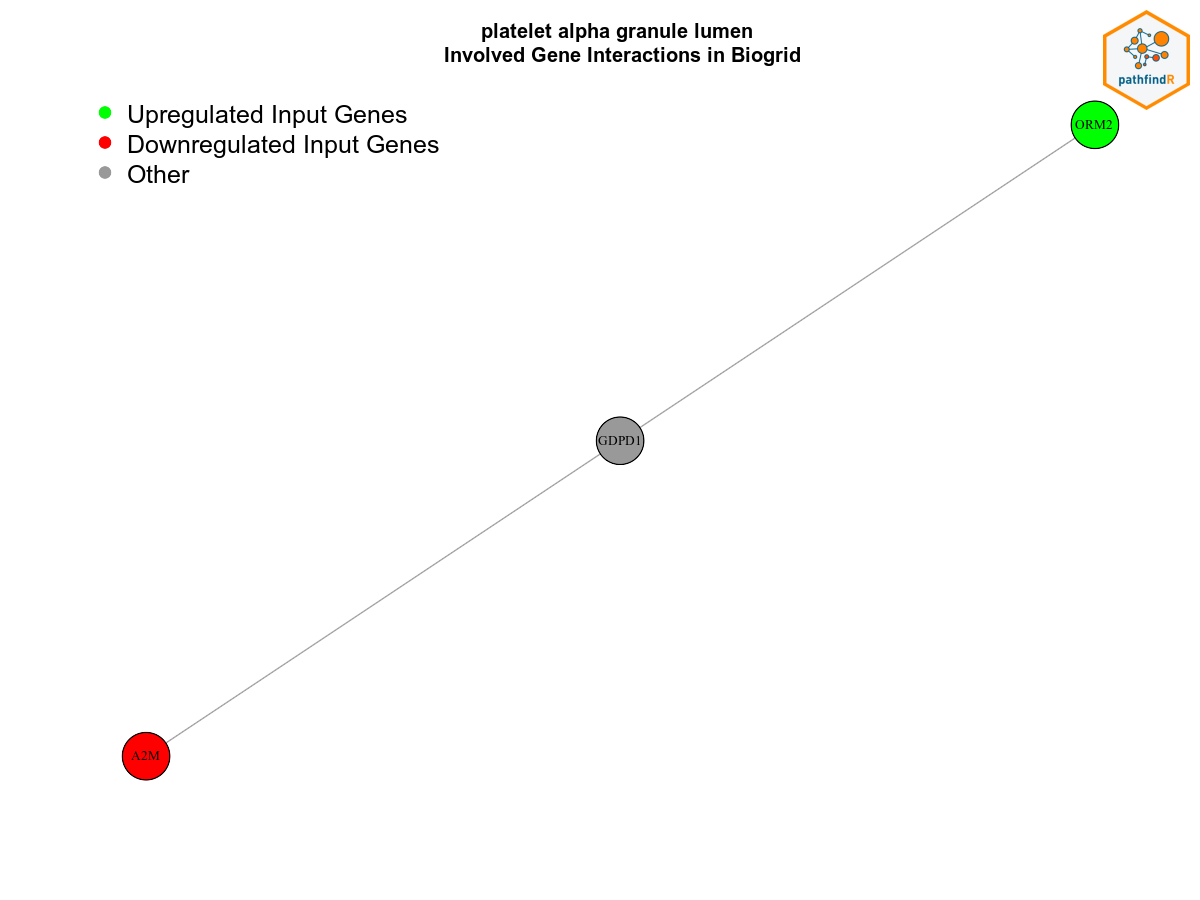 platelet alpha granule lumen
Involved Gene Interactions in Biogrid
pathfindR
Upregulated Input Genes
Downregulated Input Genes
Other
ORM2
GDPD1
A2M